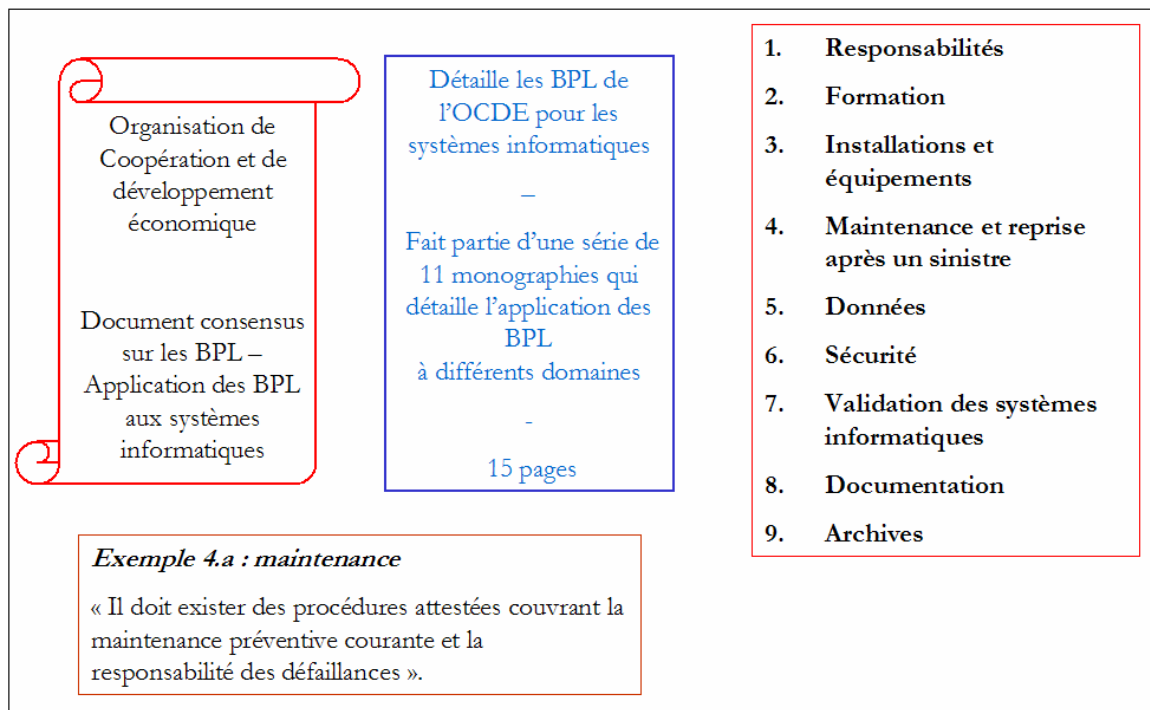 Organisation de
Coopération et de
développement
économique
Document consensus
sur les BPL –
Application des BPL
aux systèmes
informatiques
Détaille les BPL de
l’OCDE pour les
systèmes informatiques
–
Fait partie d’une série de
11 monographies qui
détaille l’application des
BPL
à différents domaines
-
15 pages
1. Responsabilités
2. Formation
3. Installations et
équipements
4. Maintenance et reprise
après un sinistre
5. Données
6. Sécurité
7. Validation des systèmes
informatiques
8. Documentation
9. Archives
Exemple 4.a : maintenance
« Il doit exister des procédures attestées couvrant la
maintenance préventive courante et la
responsabilité des défaillances ».